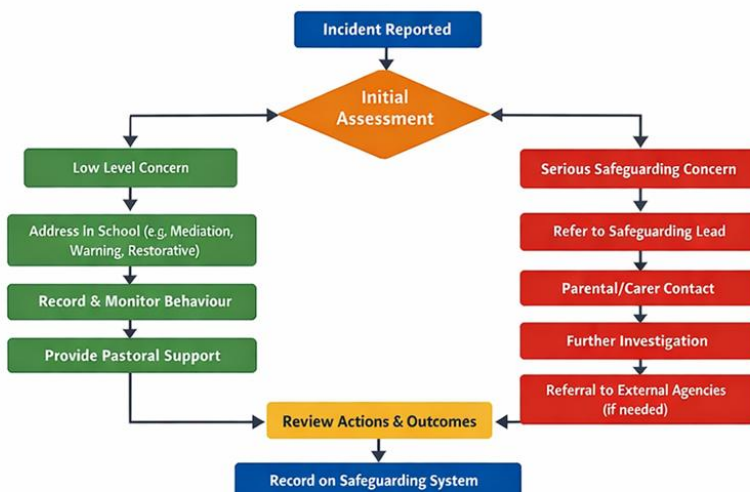 Incident Reported
Initial
Assessment
Low Level Concern
Address In School (e.g. Mediation,
Warning, Restorative)
Record & Monitor Behaviour
Provide Pastoral Support
Serious Safeguarding Concern
Refer to Safeguarding Lead
Parental/Carer Contact
Further Investigation
Referral to External Agencies
(if needed)
Review Actions & Outcomes
Record on Safeguarding System